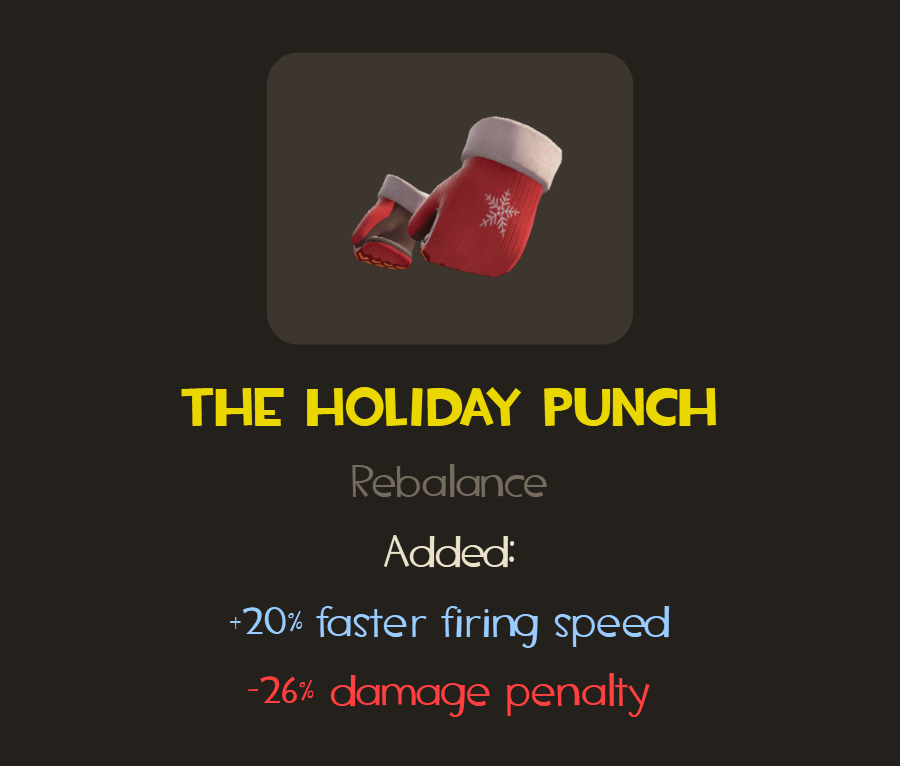 THE HOLIDAY PUNCH
Rebalance
Added:
+20% faster firing speed
-26% damage penalty